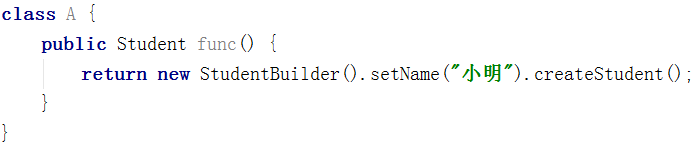 class A {
    public Student func() {
        return new StudentBuilder().setName("小明").createStudent();
    }
}